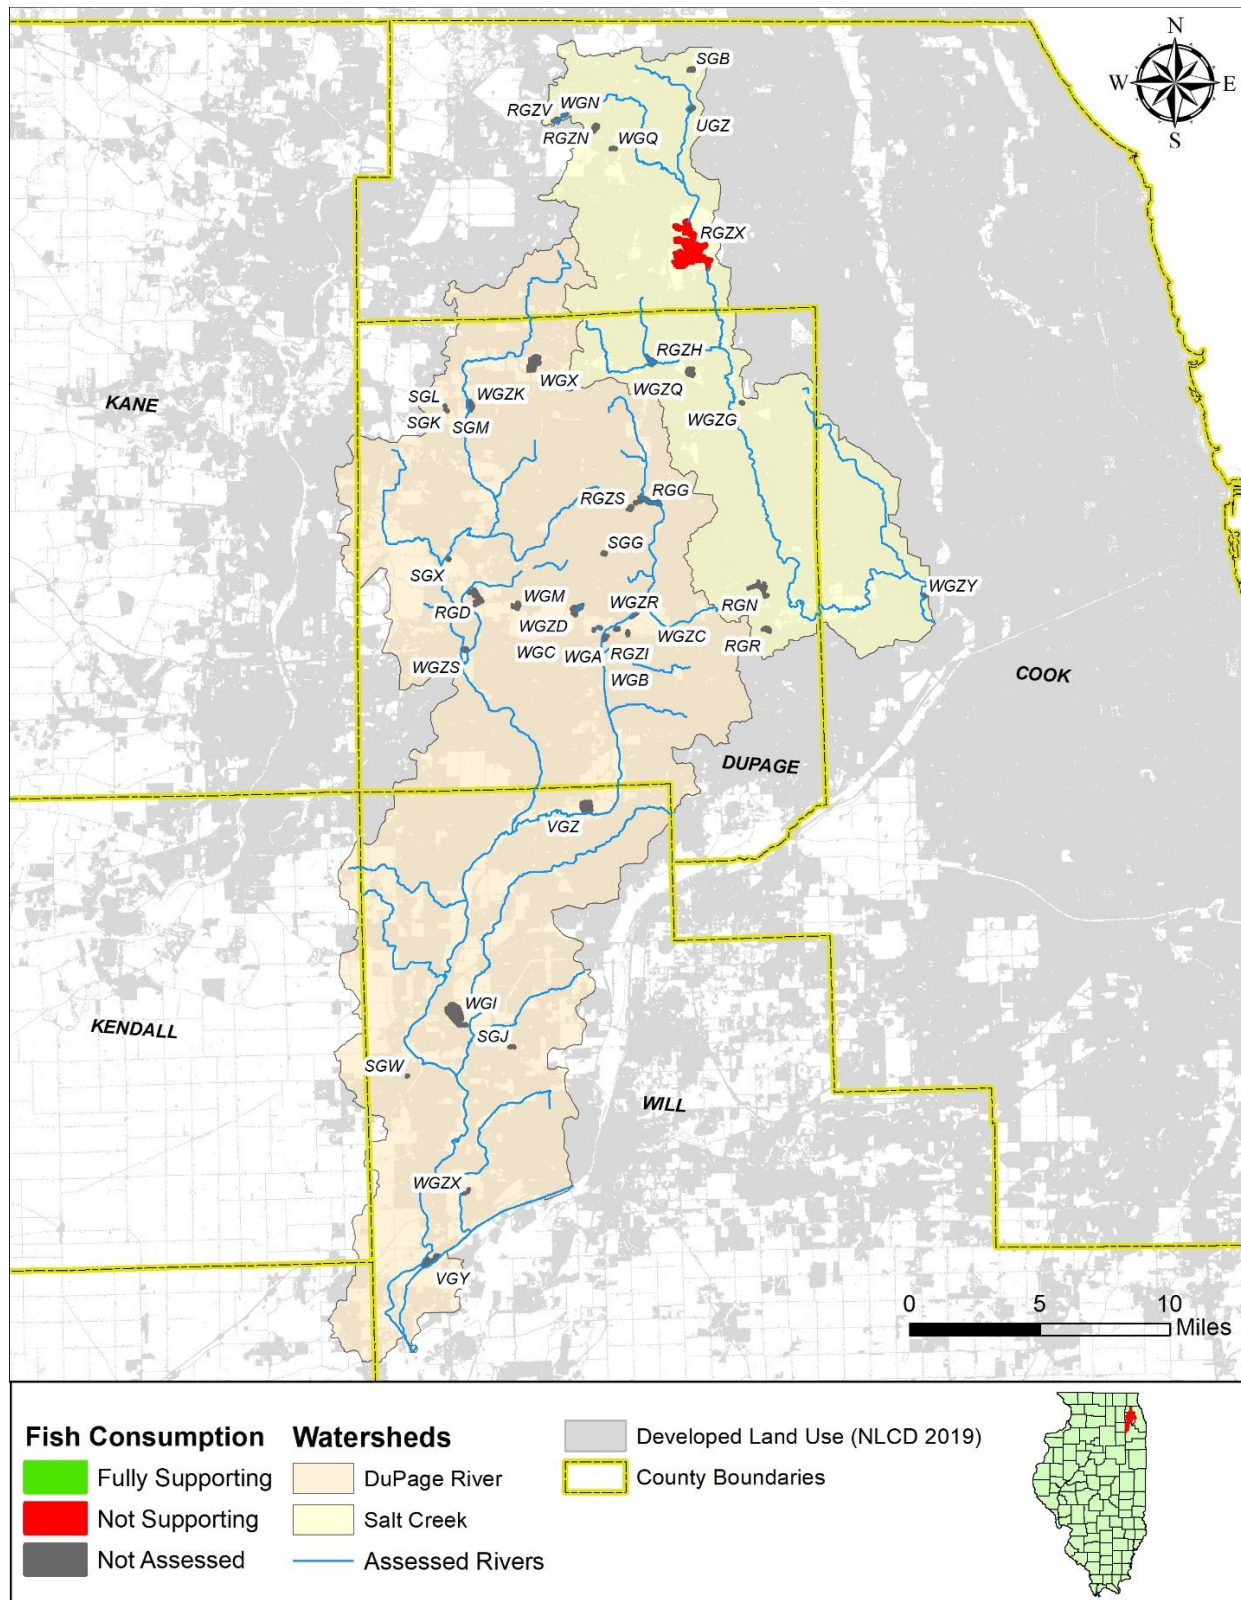 N
W
E
S
SGB
RGZV
WGN
UGZ
RGZN
WGQ
RGZX
RGZH
WGX
WGZQ
KANE
SGL
WGZK
SGK
SGM
WGZG
RGZS
RGG
SGG
SGX
WGM
WGZR
RGN
WGZY
RGD
WGZD
WGZC
WGC
WGA
RGZI
RGR
WGZS
WGB
COOK
DUPAGE
VGZ
WGI
KENDALL
SGJ
SGW
WILL
WGZX
VGY
0 5 10
Miles
Fish Consumption
Fully Supporting
Not Supporting
Not Assessed
Watersheds
DuPage River
Salt Creek
Assessed Rivers
Developed Land Use (NLCD 2019)
County Boundaries